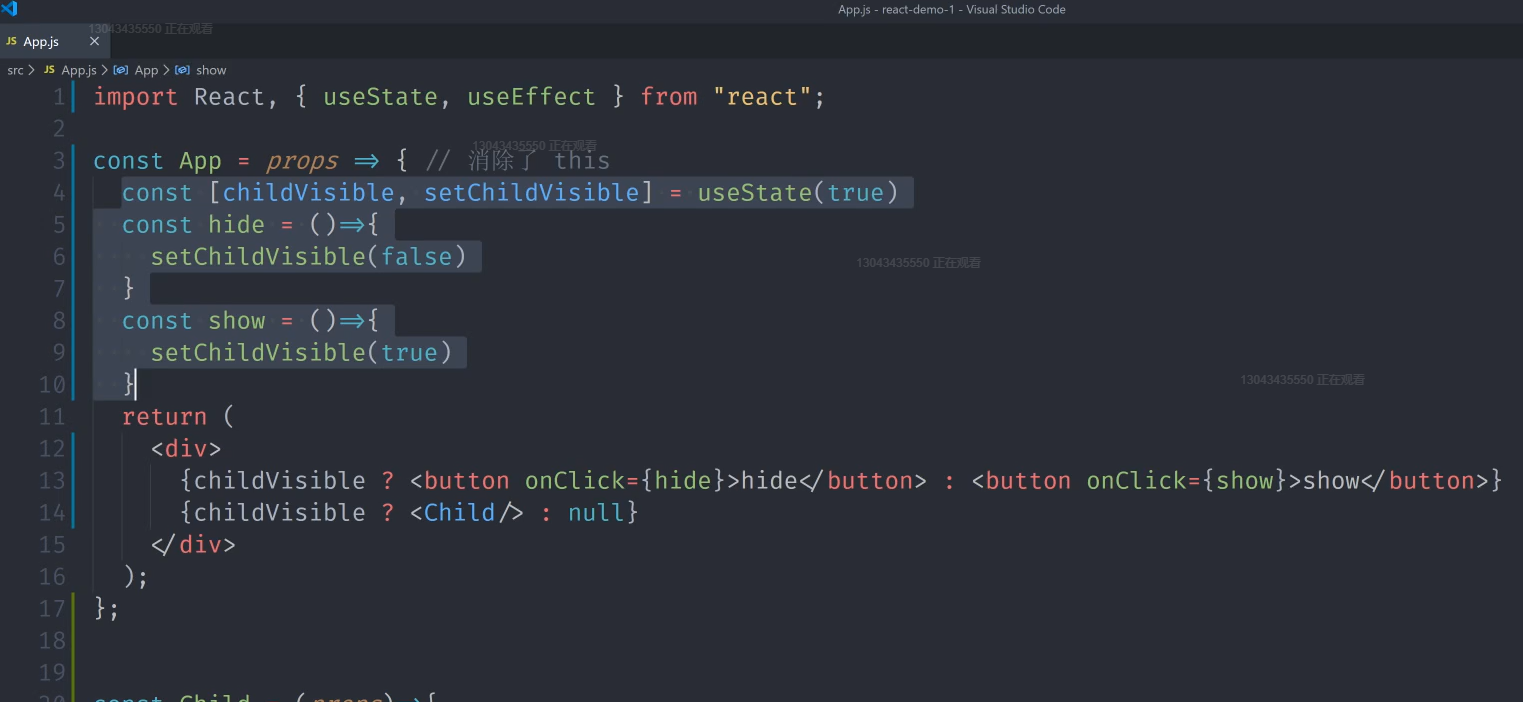 App.js - react-demo-1 - Visual Studio Code
JS App.js ×
13043435550 正在观看
src > JS App.js > App > show
1 import React, { useState, useEffect } from "react";
2
13043435550 正在观看
3 const App = props => { // 消除了 this
4 const [childVisible, setChildVisible] = useState(true)
5 const hide = ()=>{
6 setChildVisible(false)
13043435550 正在观看
7 }
8 const show = ()=>{
9 setChildVisible(true)
13043435550 正在观看
10 }
11 return (
12 <div>
13 {childVisible ? <button onClick={hide}>hide</button> : <button onClick={show}>show</button>}
14 {childVisible ? <Child/> : null}
15 </div>
16 );
17 };
18
19
20 const Child = (props) =>{